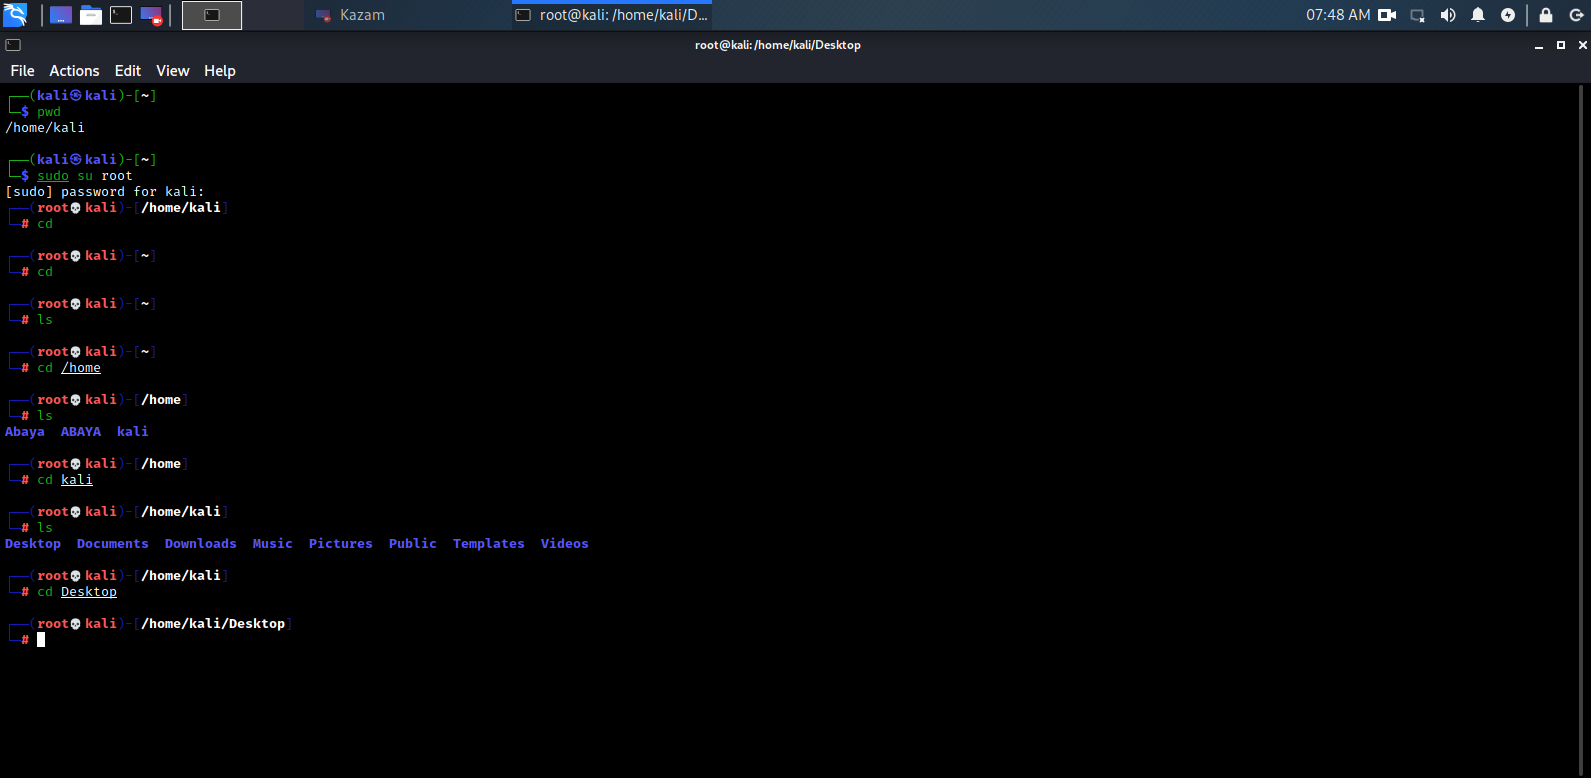 Kazam
root@kali: /home/kali/D...
07:48 AM
root@kali: /home/kali/Desktop
File Actions Edit View Help
┌──(kali㉿kali)-[~]
└─$ pwd
/home/kali
┌──(kali㉿kali)-[~]
└─$ sudo su root
[sudo] password for kali:
┌──(root💀kali)-[/home/kali]
└─# cd
┌──(root💀kali)-[~]
└─# cd
┌──(root💀kali)-[~]
└─# ls
┌──(root💀kali)-[~]
└─# cd /home
┌──(root💀kali)-[/home]
└─# ls
Abaya  ABAYA  kali
┌──(root💀kali)-[/home]
└─# cd kali
┌──(root💀kali)-[/home/kali]
└─# ls
Desktop  Documents  Downloads  Music  Pictures  Public  Templates  Videos
┌──(root💀kali)-[/home/kali]
└─# cd Desktop
┌──(root💀kali)-[/home/kali/Desktop]
└─#